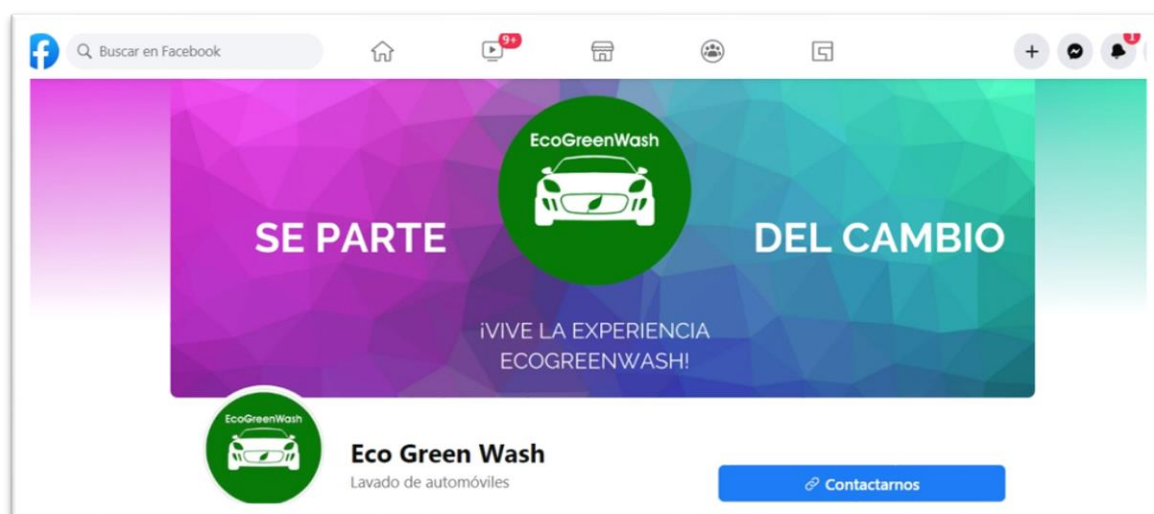 Buscar en Facebook
9+
1
EcoGreenWash
SE PARTE DEL CAMBIO
¡VIVE LA EXPERIENCIA
ECOGREENWASH!
EcoGreenWash
Eco Green Wash
Lavado de automóviles
Contactarnos